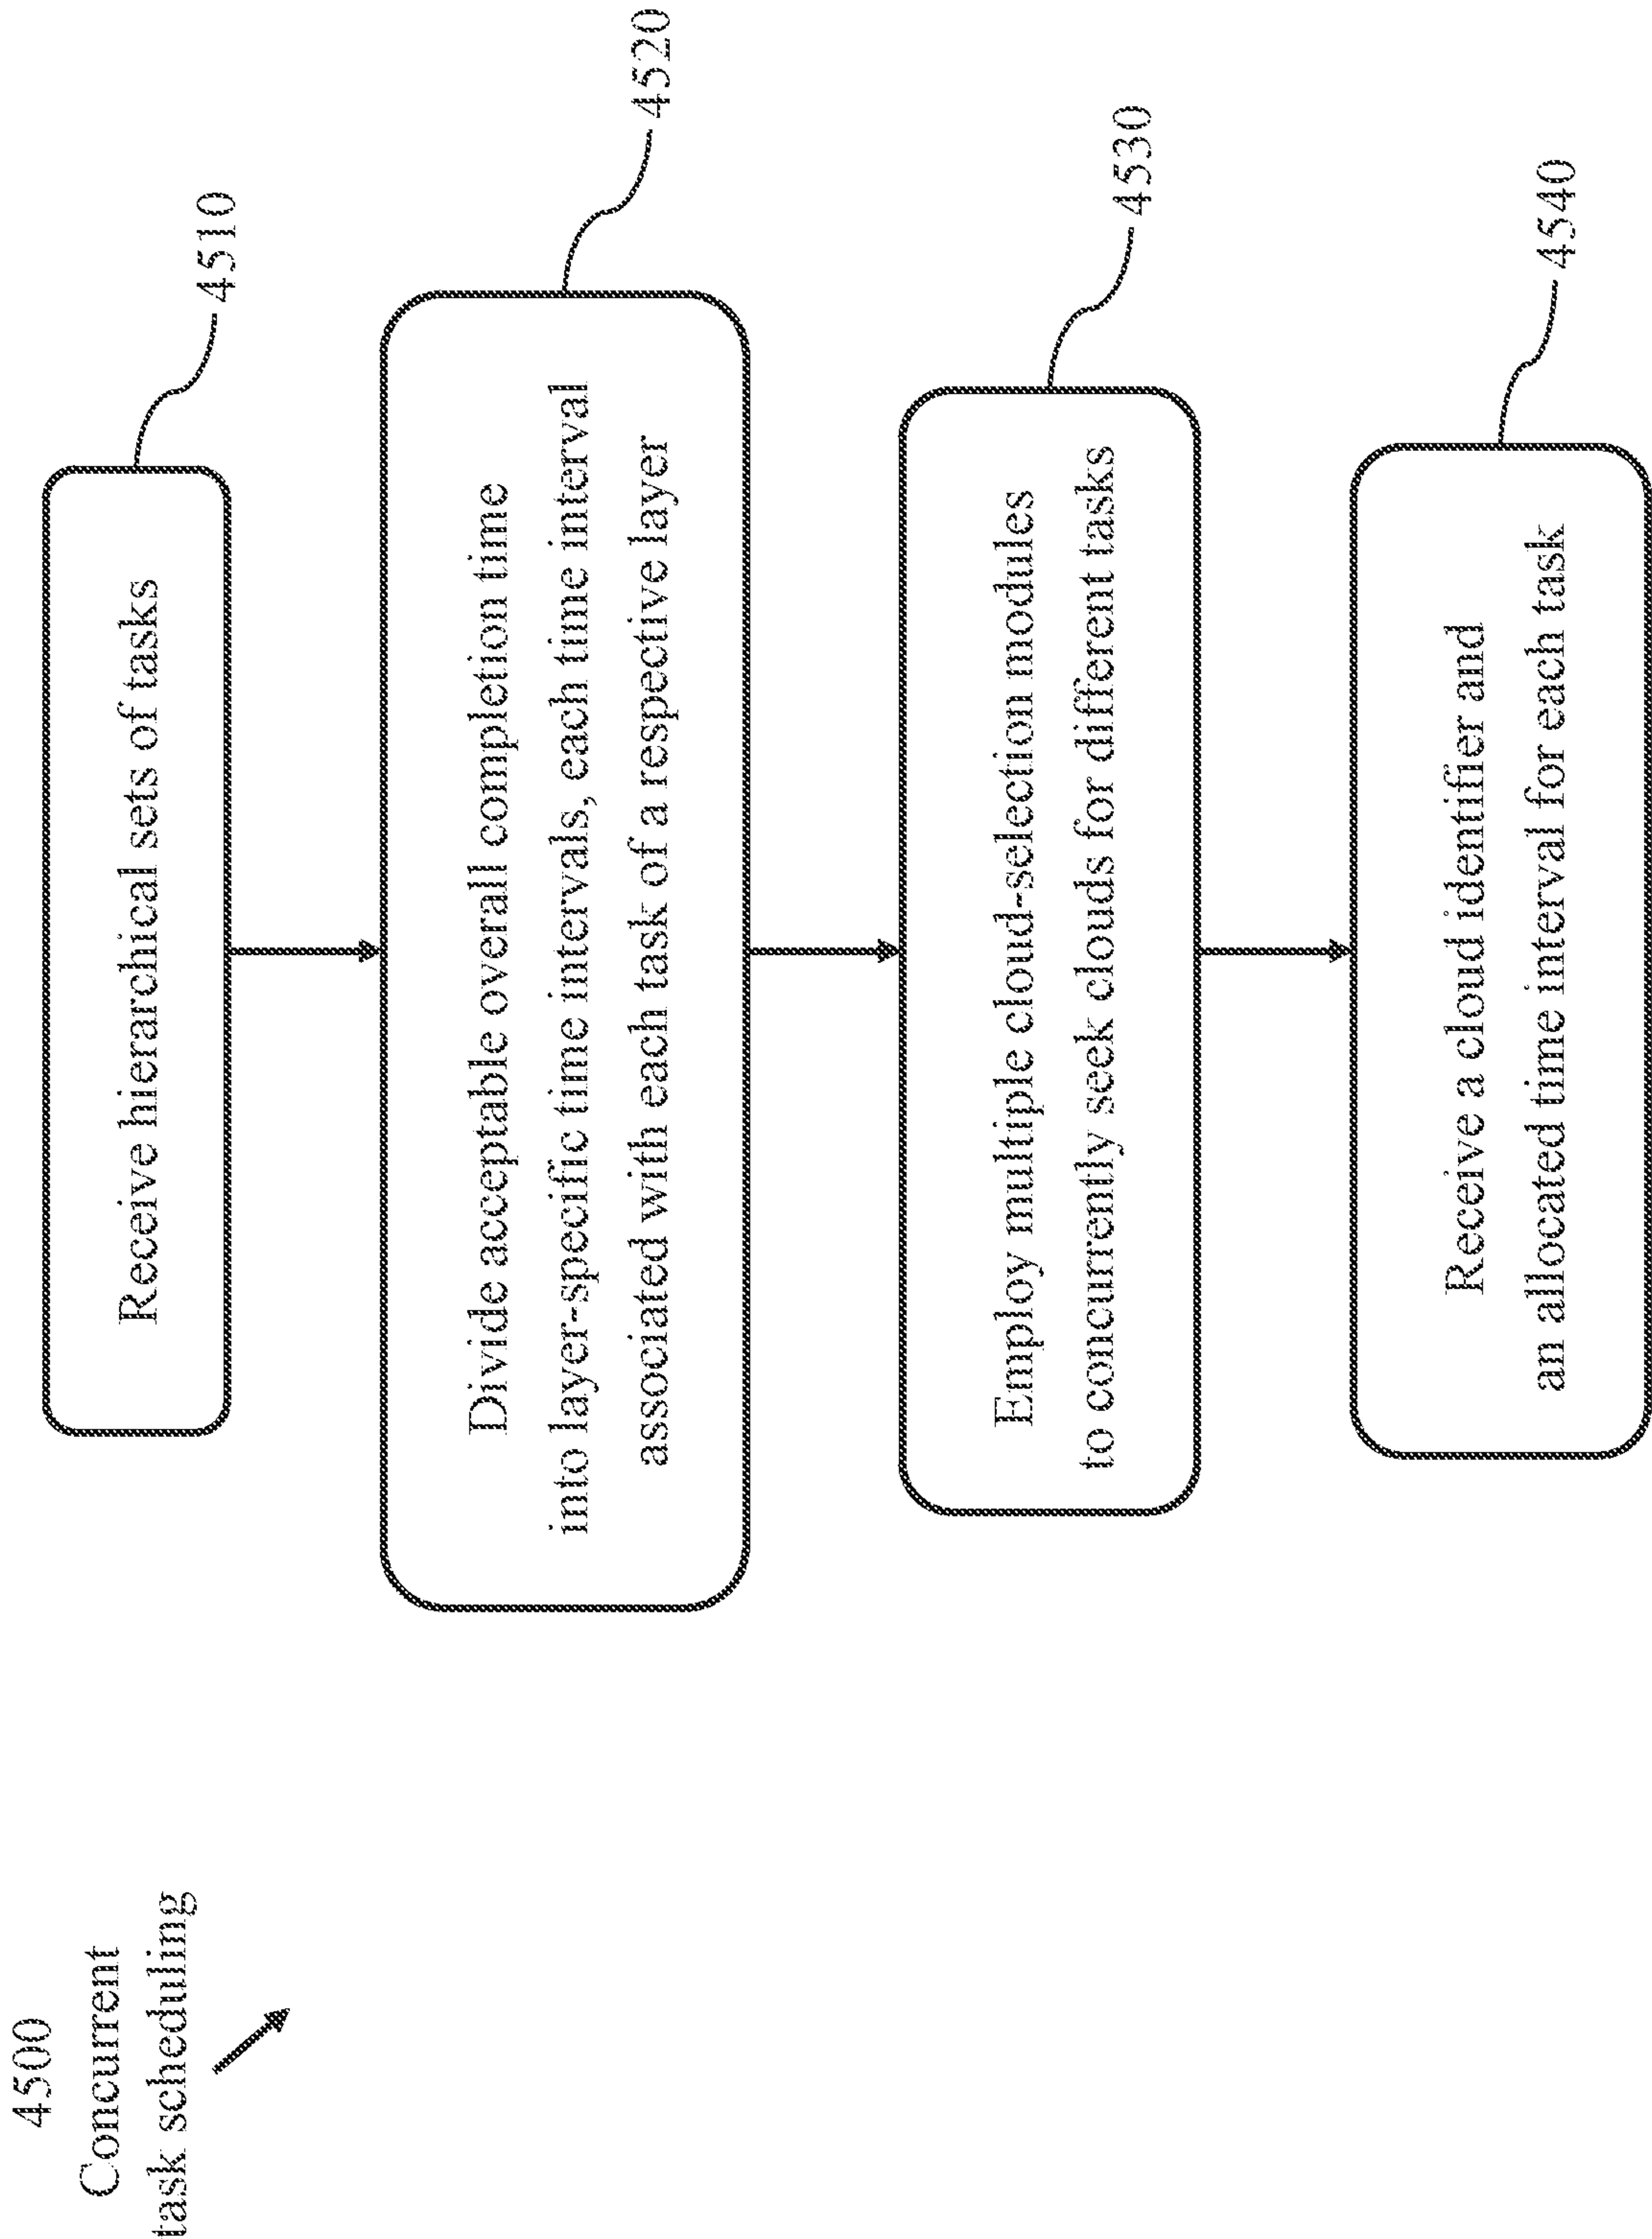 4500
Concurrent
task scheduling
Receive hierarchical sets of tasks
4510
Divide acceptable overall completion time
into layer-specific time intervals, each time interval
associated with each task of a respective layer
4520
Employ multiple cloud-selection modules
to concurrently seek clouds for different tasks
4530
Receive a cloud identifier and
an allocated time interval for each task
4540